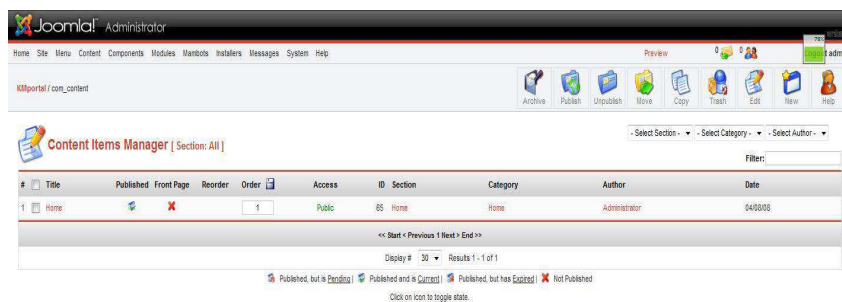 Joomla! Administrator
Home Site Menu Content Components Modules Mambots Installers Messages System Help Preview 0 0
KMportal / com_content
Archive Publish Unpublish Move Copy Trash Edit New Help
Content Items Manager [ Section: All ]
- Select Section - - Select Category - - Select Author -
Filter:
# Title Published Front Page Reorder Order Access ID Section Category Author Date
1 Home 1 Public 65 Home Home Administrator 04/08/08
<< Start < Previous 1 Next > End >>
Display # 30 Results 1 - 1 of 1
Published, but is Pending | Published and is Current | Published, but has Expired | Not Published
Click on icon to toggle state.